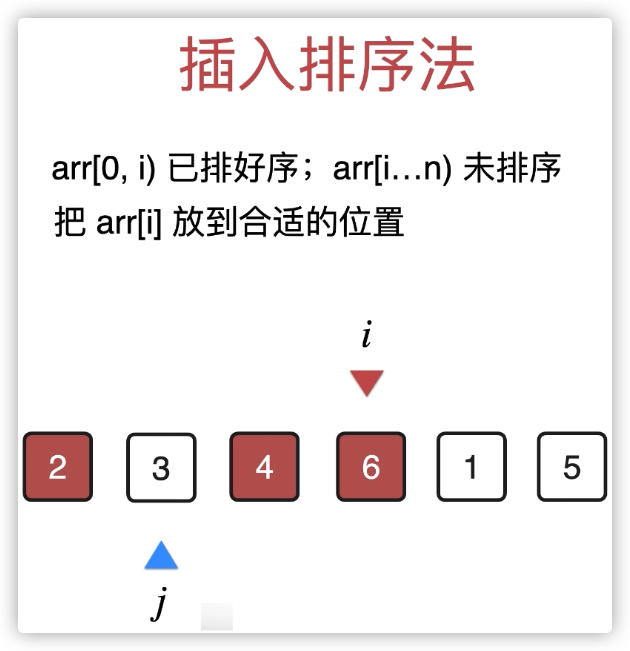 插入排序法
arr[0, i) 已排好序；arr[i…n) 未排序
把 arr[i] 放到合适的位置
i
2 3 4 6 1 5
j